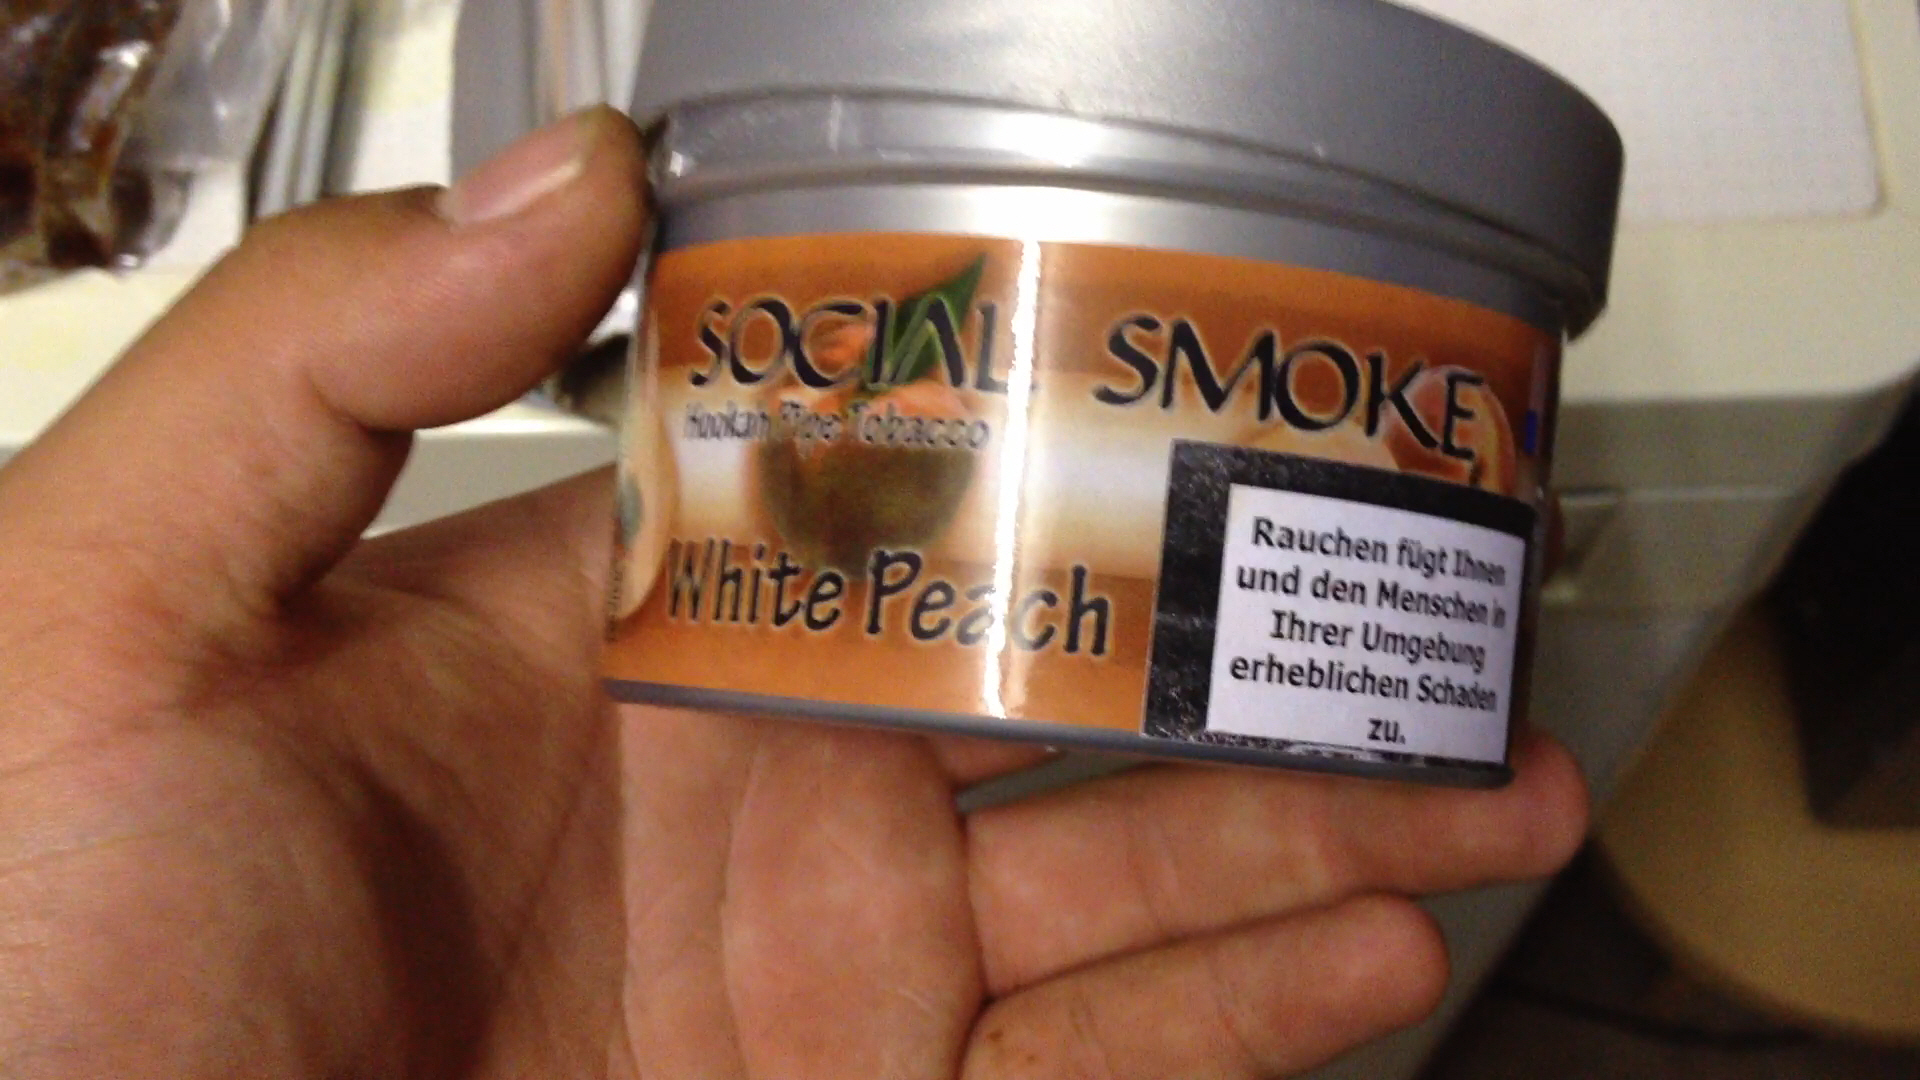 SOCIAL SMOKE
Hookah Pipe Tobacco
White Peach
Rauchen fügt Ihnen
und den Menschen in
Ihrer Umgebung
erheblichen Schaden
zu.